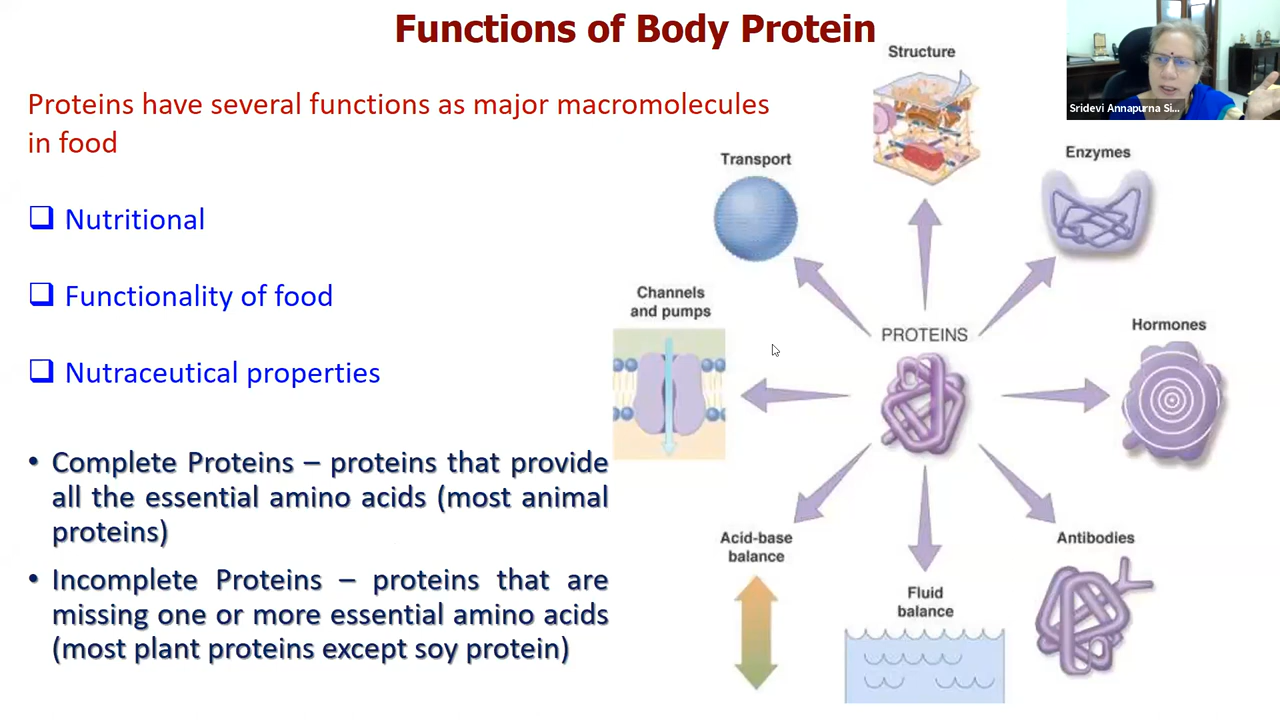 Functions of Body Protein
Sridevi Annapurna Si...
Proteins have several functions as major macromolecules
in food
❑ Nutritional
❑ Functionality of food
❑ Nutraceutical properties
• Complete Proteins – proteins that provide
all the essential amino acids (most animal
proteins)
• Incomplete Proteins – proteins that are
missing one or more essential amino acids
(most plant proteins except soy protein)
Structure
Enzymes
Hormones
Antibodies
Fluid
balance
Acid-base
balance
Channels
and pumps
Transport
PROTEINS